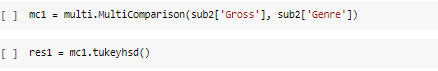 [ ] mc1 = multi.MultiComparison(sub2['Gross'], sub2['Genre'])
[ ] res1 = mc1.tukeyhsd()